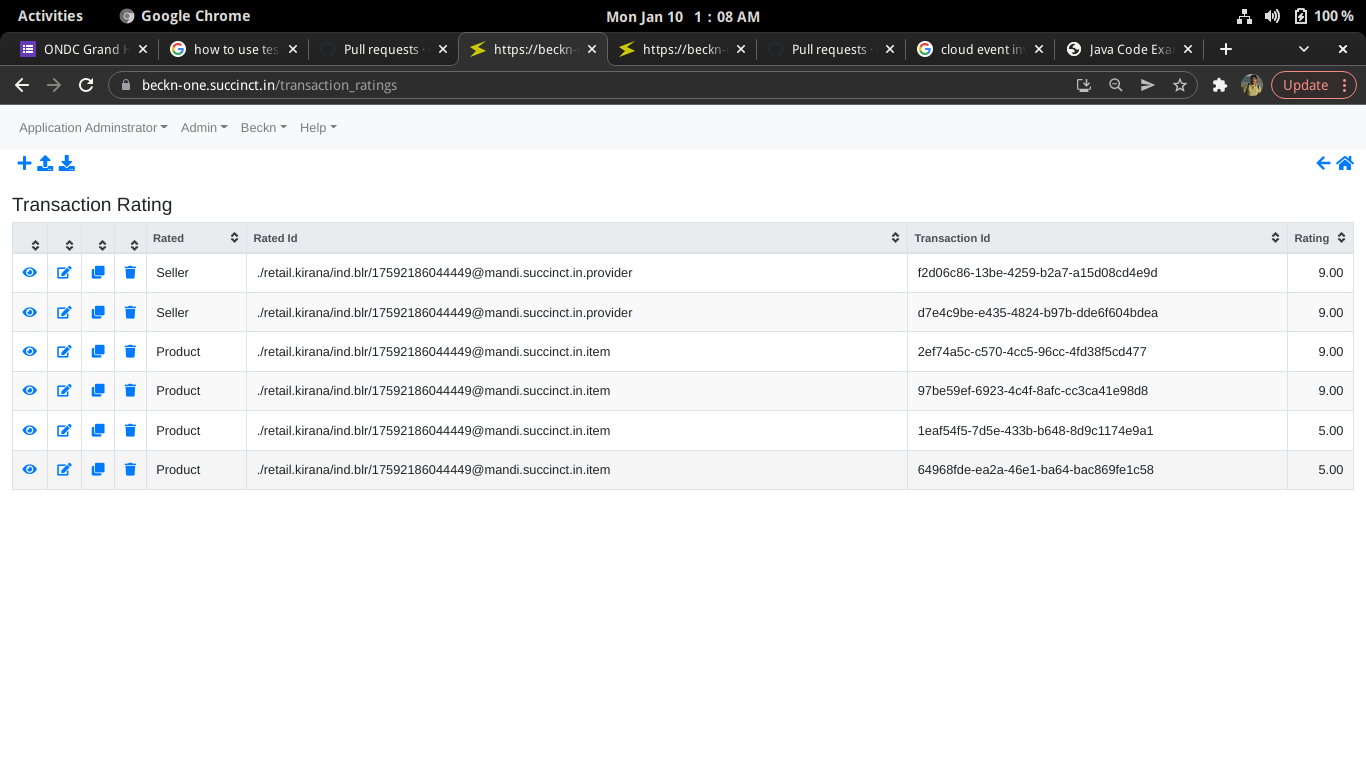 Activities Google Chrome Mon Jan 10 1 : 08 AM 100 %
ONDC Grand how to use tes Pull requests · https://beckn- https://beckn- Pull requests · cloud event in Java Code Exa
beckn-one.succinct.in/transaction_ratings Update
Application Adminstrator Admin Beckn Help
Transaction Rating
Rated Rated Id Transaction Id Rating
Seller ./retail.kirana/ind.blr/17592186044449@mandi.succinct.in.provider f2d06c86-13be-4259-b2a7-a15d08cd4e9d 9.00
Seller ./retail.kirana/ind.blr/17592186044449@mandi.succinct.in.provider d7e4c9be-e435-4824-b97b-dde6f604bdea 9.00
Product ./retail.kirana/ind.blr/17592186044449@mandi.succinct.in.item 2ef74a5c-c570-4cc5-96cc-4fd38f5cd477 9.00
Product ./retail.kirana/ind.blr/17592186044449@mandi.succinct.in.item 97be59ef-6923-4c4f-8afc-cc3ca41e98d8 9.00
Product ./retail.kirana/ind.blr/17592186044449@mandi.succinct.in.item 1eaf54f5-7d5e-433b-b648-8d9c1174e9a1 5.00
Product ./retail.kirana/ind.blr/17592186044449@mandi.succinct.in.item 64968fde-ea2a-46e1-ba64-bac869fe1c58 5.00